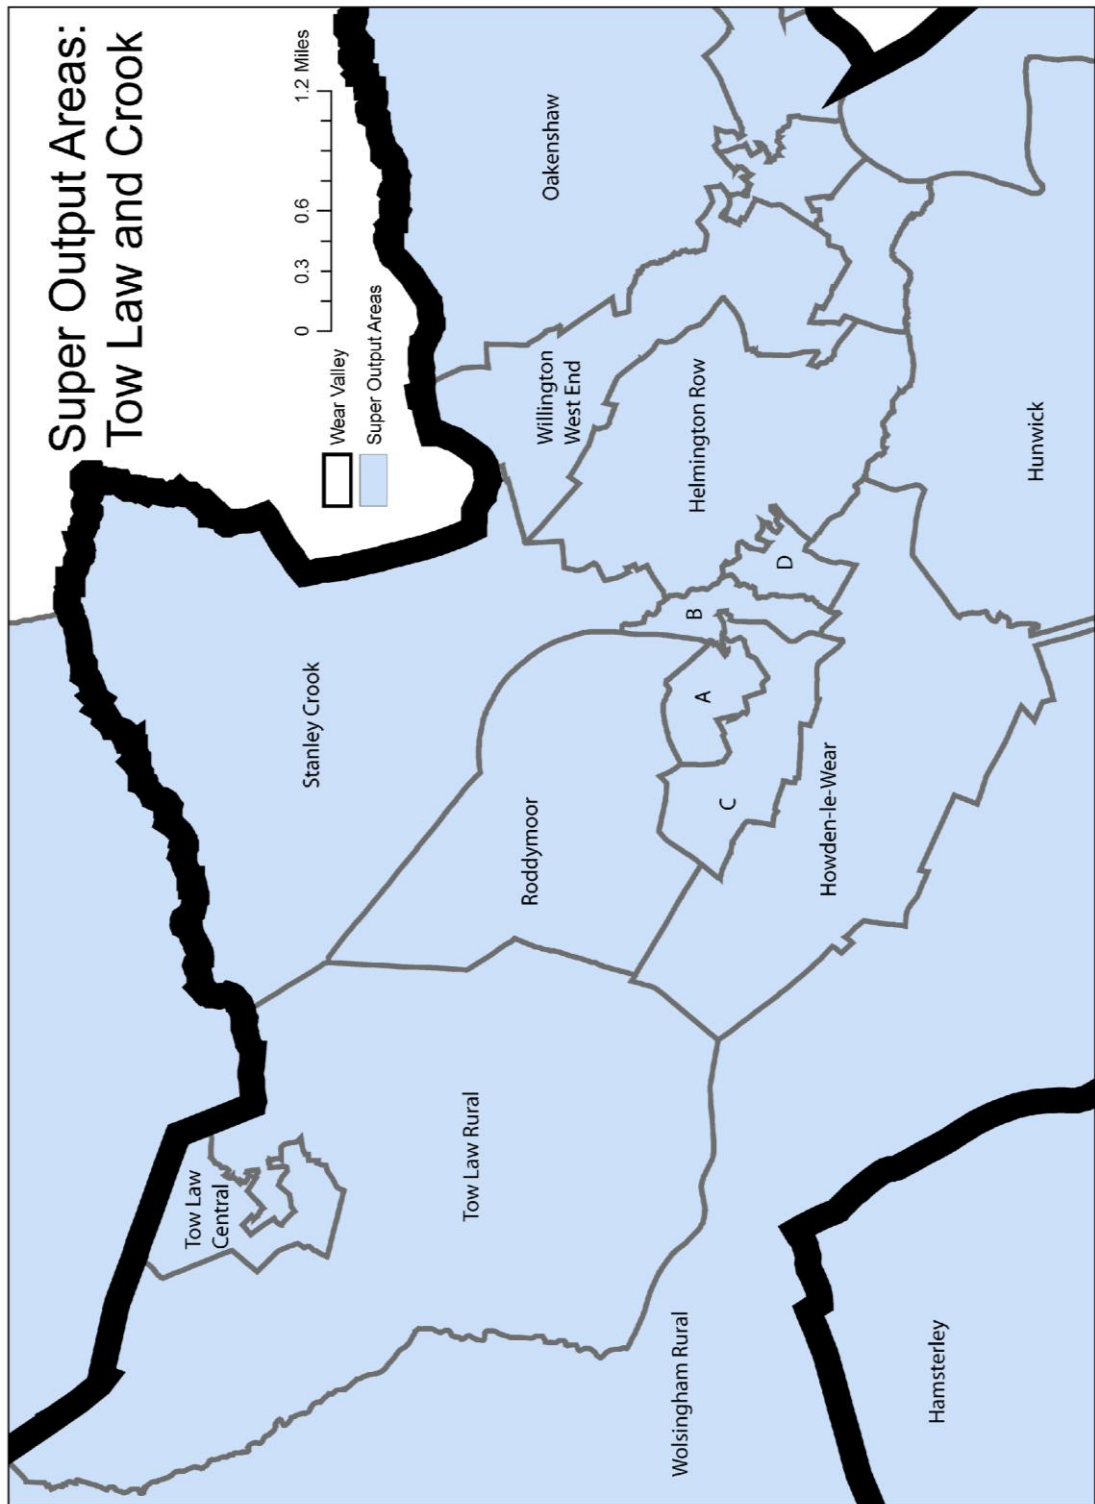 Super Output Areas:
Tow Law and Crook
0 0.3 0.6 1.2 Miles
Wear Valley
Super Output Areas
Tow Law
Central
Stanley Crook
Tow Law Rural
Roddymoor
Willington
West End
Oakenshaw
Helmington Row
Wolsingham Rural
A
B
C
D
Howden-le-Wear
Hamsterley
Hunwick